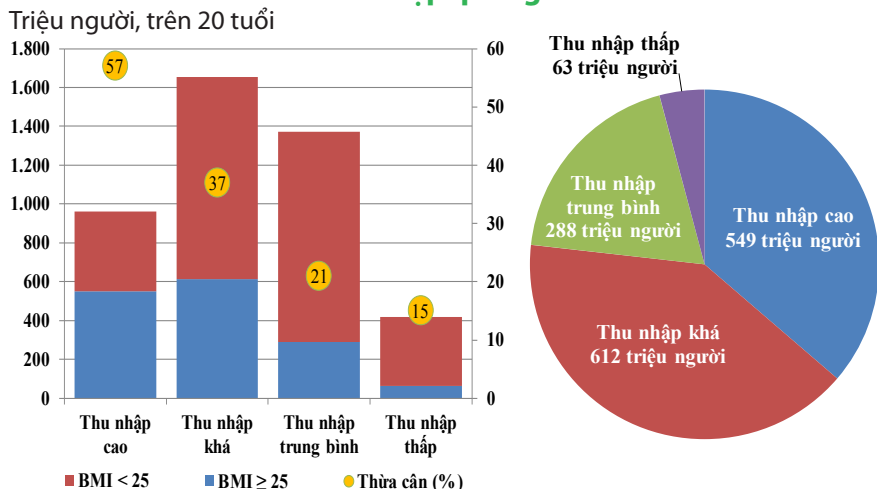 Triệu người, trên 20 tuổi
1.800
1.600
1.400
1.200
1.000
800
600
400
200
0
60
50
40
30
20
10
0
57
37
21
15
Thu nhập
cao
Thu nhập
khá
Thu nhập
trung bình
Thu nhập
thấp
BMI < 25
BMI ≥ 25
Thừa cân (%)
Thu nhập thấp
63 triệu người
Thu nhập
trung bình
288 triệu người
Thu nhập cao
549 triệu người
Thu nhập khá
612 triệu người